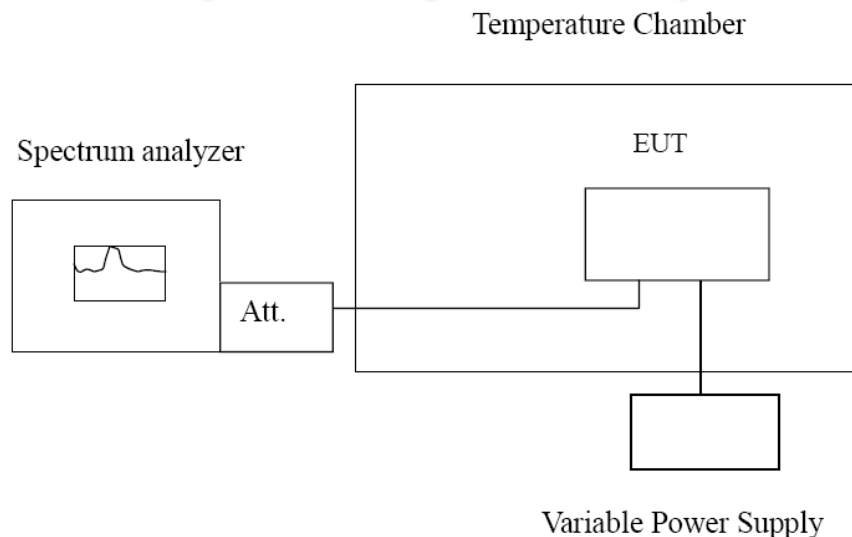 Temperature Chamber
EUT
Spectrum analyzer
Att.
Variable Power Supply